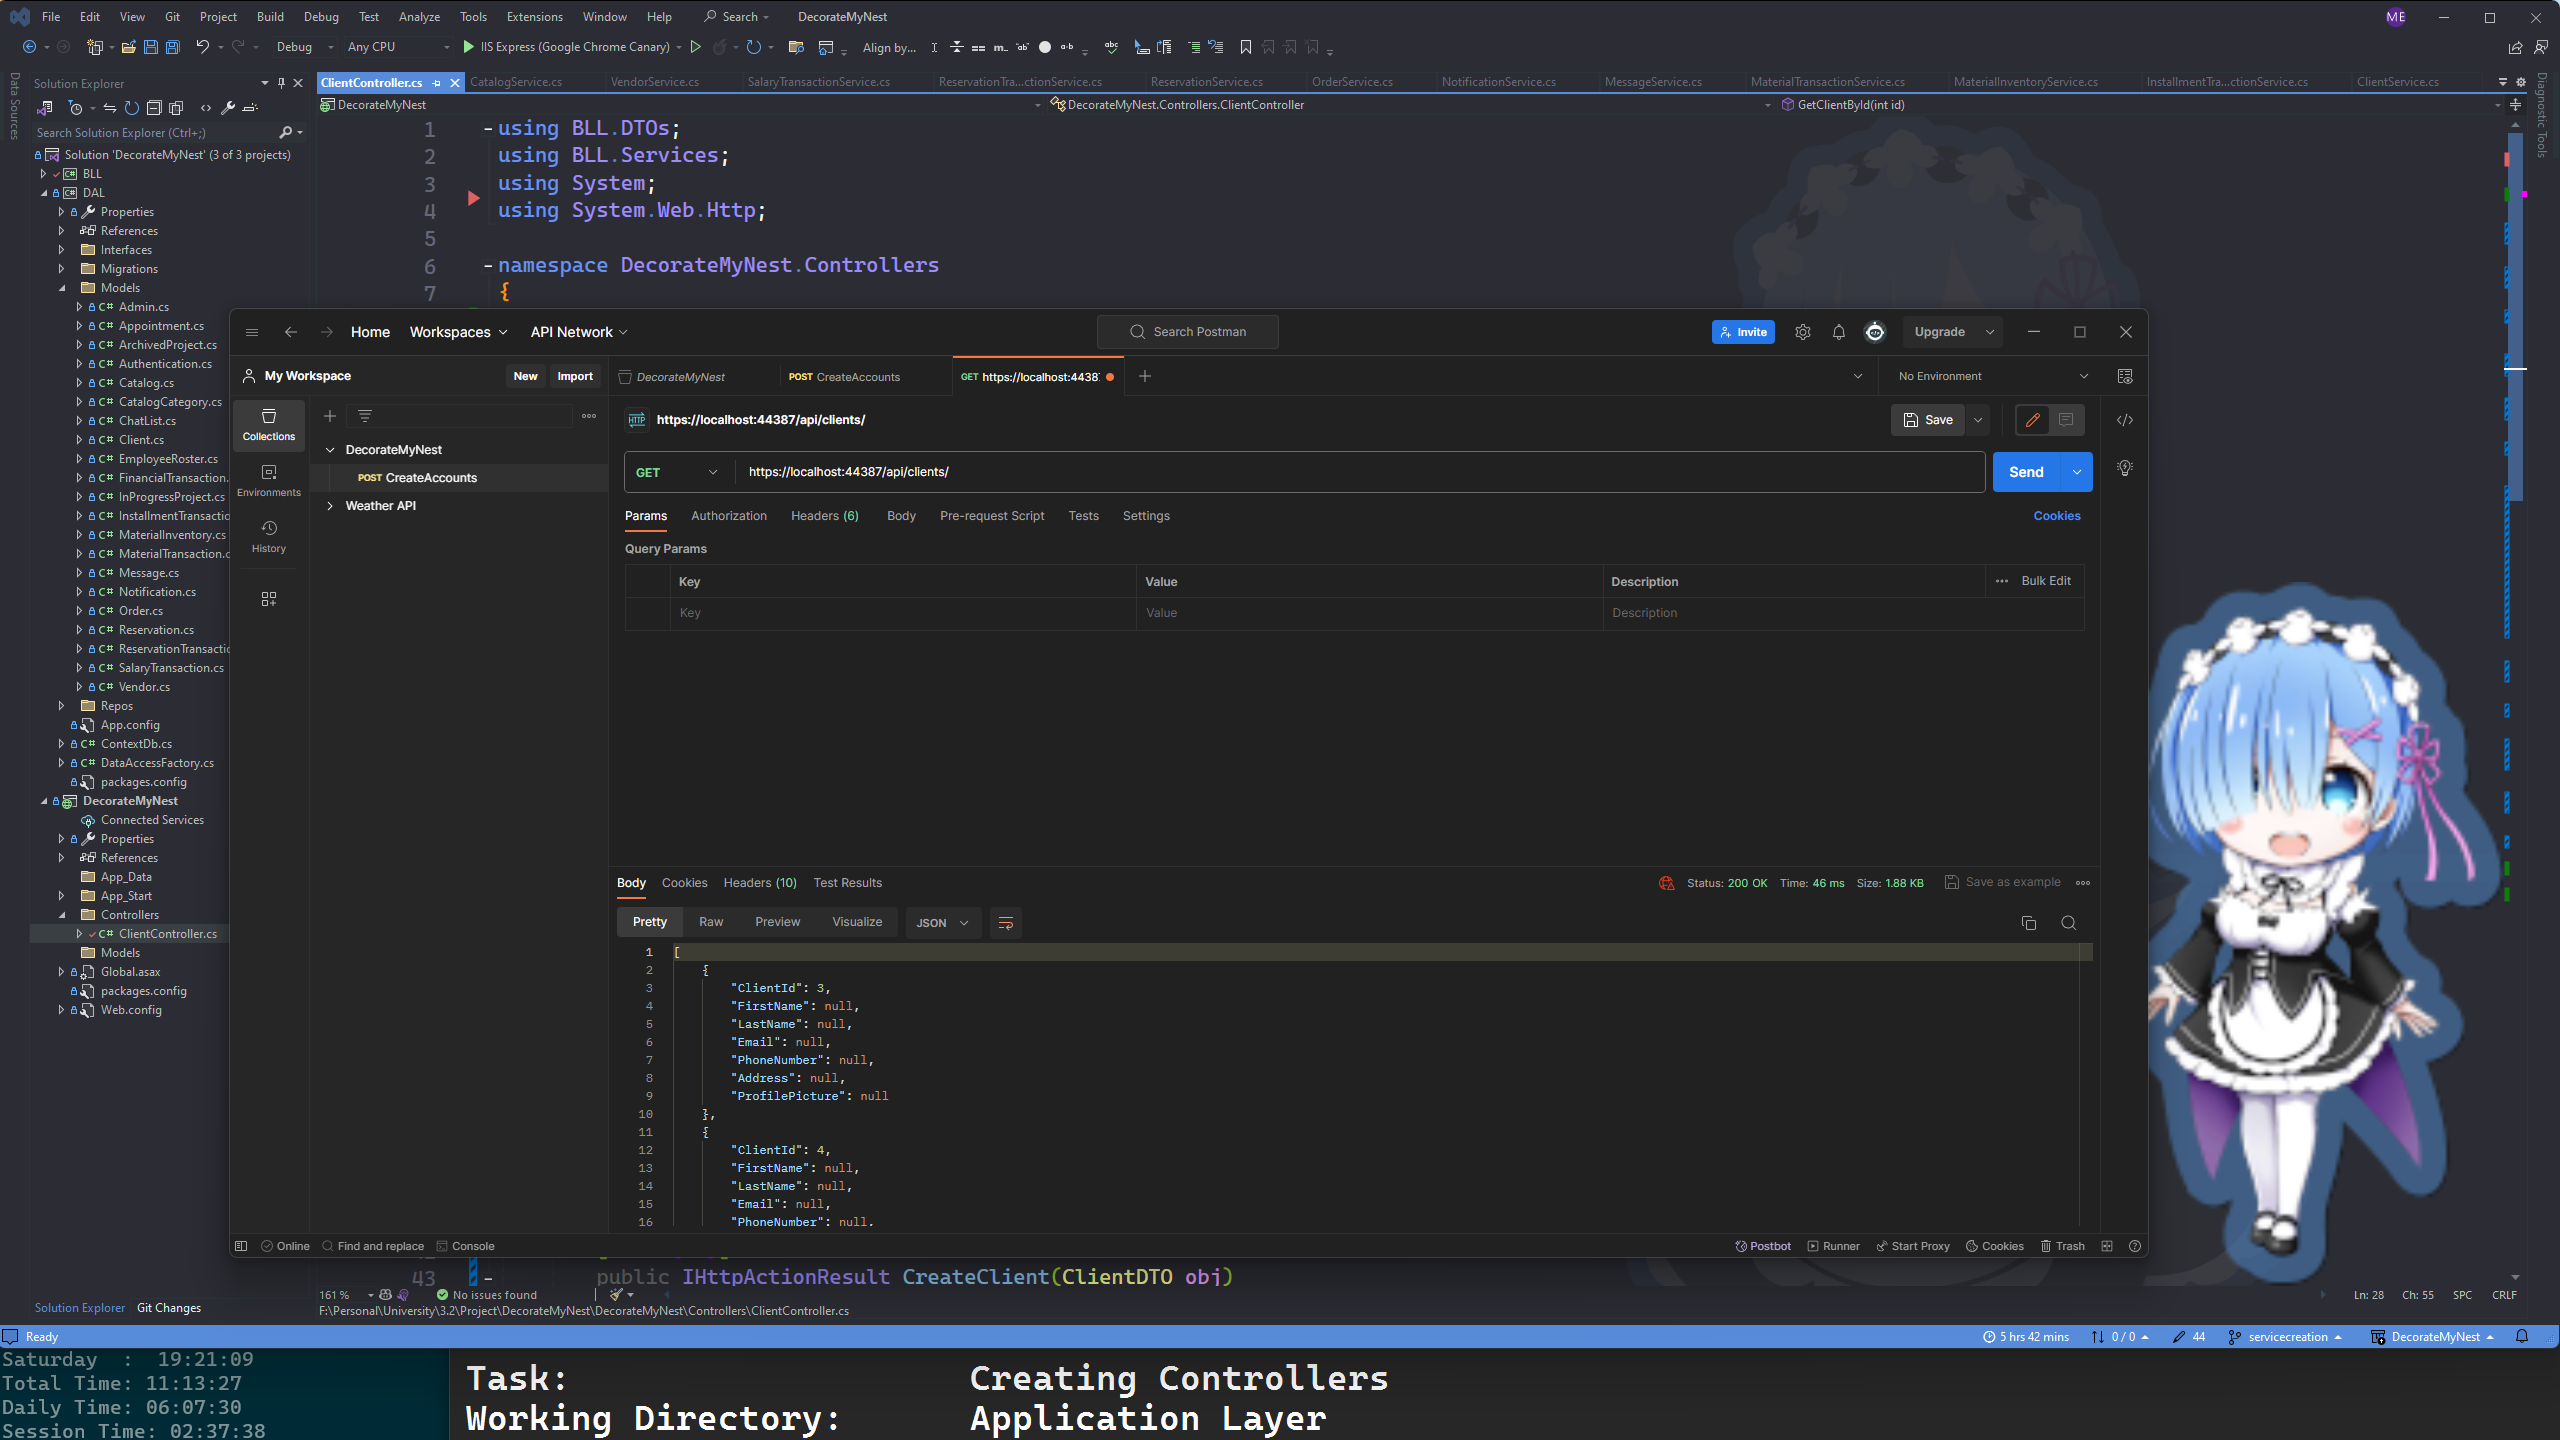 File Edit View Git Project Build Debug Test Analyze Tools Extensions Window Help Search DecorateMyNest ME
Debug Any CPU IIS Express (Google Chrome Canary) Align by...
Data Sources
Solution Explorer
Search Solution Explorer (Ctrl+;)
Solution 'DecorateMyNest' (3 of 3 projects)
BLL
DAL
Properties
References
Interfaces
Migrations
Models
Admin.cs
Appointment.cs
ArchivedProject.cs
Authentication.cs
Catalog.cs
CatalogCategory.cs
ChatList.cs
Client.cs
EmployeeRoster.cs
FinancialTransaction.
InProgressProject.cs
InstallmentTransactio
MaterialInventory.cs
MaterialTransaction.c
Message.cs
Notification.cs
Order.cs
Reservation.cs
ReservationTransactio
SalaryTransaction.cs
Vendor.cs
Repos
App.config
ContextDb.cs
DataAccessFactory.cs
packages.config
DecorateMyNest
Connected Services
Properties
References
App_Data
App_Start
Controllers
ClientController.cs
Models
Global.asax
packages.config
Web.config
Solution Explorer Git Changes
ClientController.cs CatalogService.cs VendorService.cs SalaryTransactionService.cs ReservationTra...ctionService.cs ReservationService.cs OrderService.cs NotificationService.cs MessageService.cs MaterialTransactionService.cs MaterialInventoryService.cs InstallmentTra...ctionService.cs ClientService.cs
Diagnostic Tools
DecorateMyNest DecorateMyNest.Controllers.ClientController GetClientById(int id)
1 using BLL.DTOs;
2 using BLL.Services;
3 using System;
4 using System.Web.Http;
5
6 namespace DecorateMyNest.Controllers
7 {
Home Workspaces API Network Search Postman Invite Upgrade
My Workspace New Import
DecorateMyNest POST CreateAccounts GET https://localhost:4438 No Environment
Collections
Environments
History
DecorateMyNest
POST CreateAccounts
Weather API
HTTP https://localhost:44387/api/clients/ Save
GET https://localhost:44387/api/clients/ Send
Params Authorization Headers (6) Body Pre-request Script Tests Settings Cookies
Query Params
Key Value Description Bulk Edit
Key Value Description
Body Cookies Headers (10) Test Results Status: 200 OK Time: 46 ms Size: 1.88 KB Save as example
Pretty Raw Preview Visualize JSON
1 [
2 {
3 "ClientId": 3,
4 "FirstName": null,
5 "LastName": null,
6 "Email": null,
7 "PhoneNumber": null,
8 "Address": null,
9 "ProfilePicture": null
10 },
11 {
12 "ClientId": 4,
13 "FirstName": null,
14 "LastName": null,
15 "Email": null,
16 "PhoneNumber": null,
Online Find and replace Console Postbot Runner Start Proxy Cookies Trash
43 public IHttpActionResult CreateClient(ClientDTO obj)
161 % No issues found Ln: 28 Ch: 55 SPC CRLF
F:\Personal\University\3.2\Project\DecorateMyNest\DecorateMyNest\Controllers\ClientController.cs
Ready 5 hrs 42 mins 0 / 0 44 servicecreation DecorateMyNest
Saturday : 19:21:09
Total Time: 11:13:27
Daily Time: 06:07:30
Session Time: 02:37:38
Task: Creating Controllers
Working Directory: Application Layer